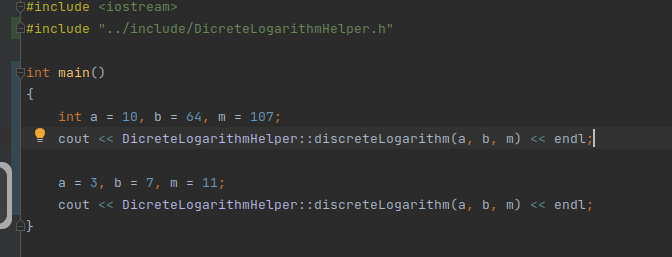 #include <iostream>
#include "../include/DicreteLogarithmHelper.h"
int main()
{
int a = 10, b = 64, m = 107;
cout << DicreteLogarithmHelper::discreteLogarithm(a, b, m) << endl;
a = 3, b = 7, m = 11;
cout << DicreteLogarithmHelper::discreteLogarithm(a, b, m) << endl;
}